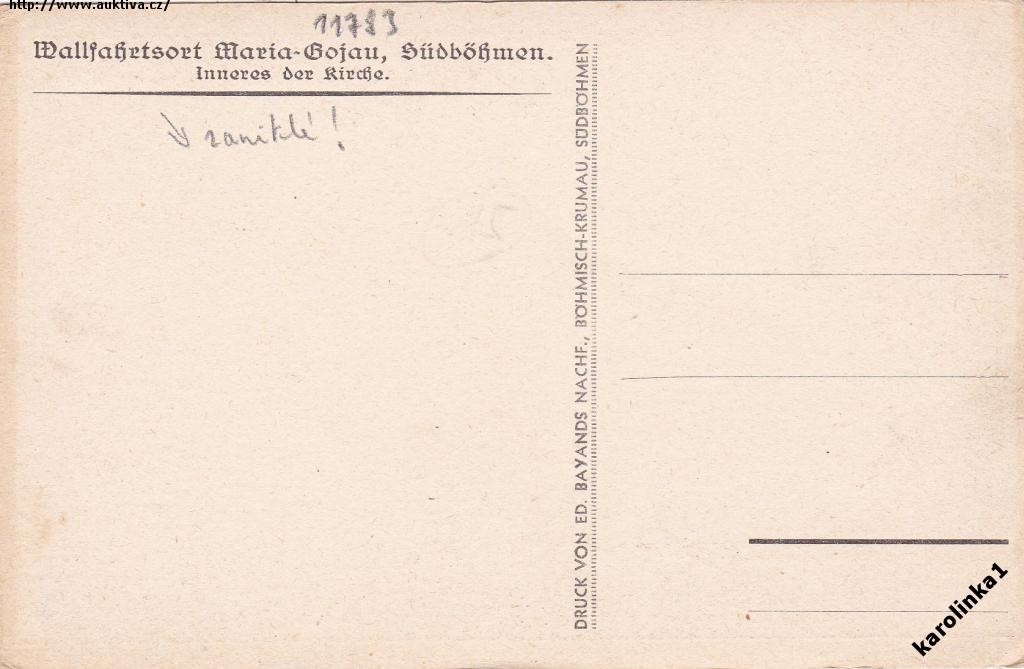 http://www.auktiva.cz/
11783
Wallfahrtsort Maria-Gojau, Südböhmen.
Inneres der Kirche.
zaniklé!
DRUCK VON ED. BAYANDS NACHF., BÖHMISCH-KRUMAU, SÜDBÖHMEN
karolinka1